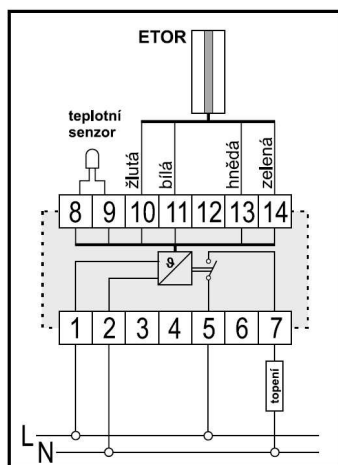 ETOR
teplotní
senzor
žlutá
bílá
hnědá
zelená
8 9 10 11 12 13 14
ϑ
1 2 3 4 5 6 7
topení
L
N